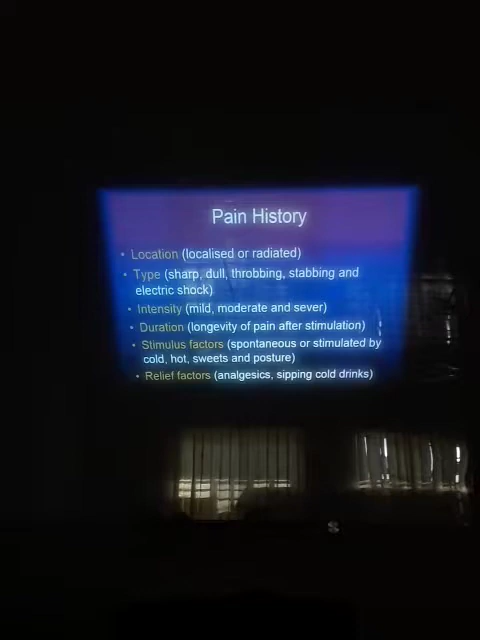 Pain History
• Location (localised or radiated)
• Type (sharp, dull, throbbing, stabbing and
electric shock)
• Intensity (mild, moderate and sever)
• Duration (longevity of pain after stimulation)
• Stimulus factors (spontaneous or stimulated by
cold, hot, sweets and posture)
• Relief factors (analgesics, sipping cold drinks)